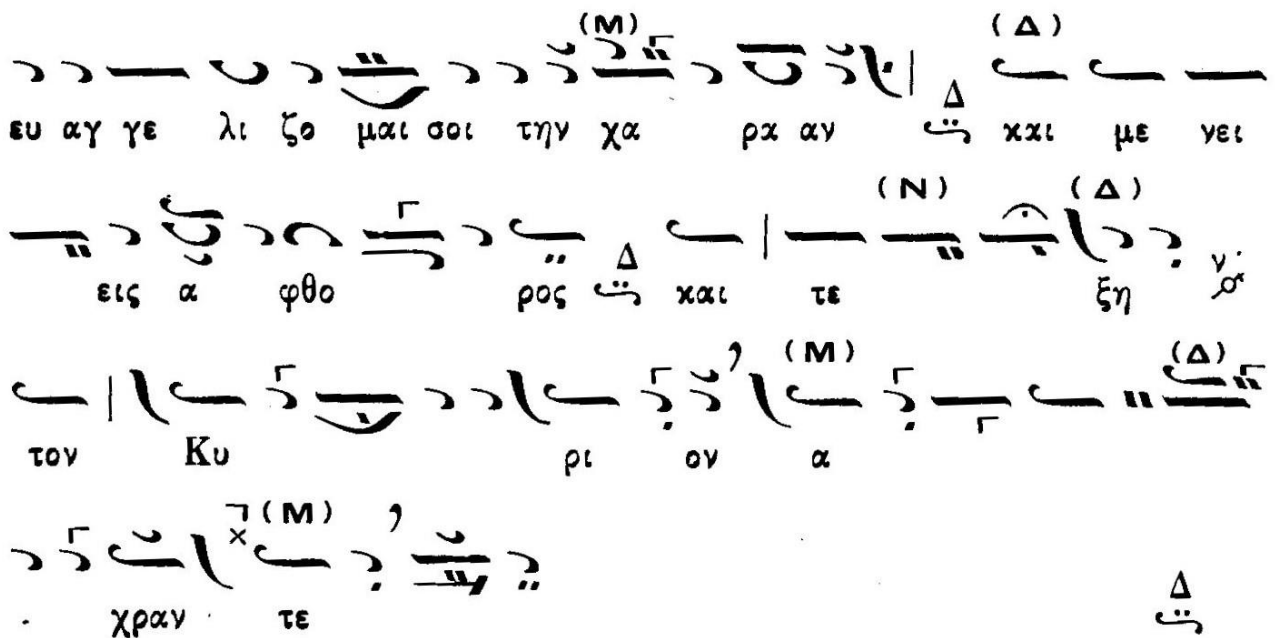 (Μ) (Δ)
ευ αγ γε λι ζο μαι σοι την χα ρα αν Δ και με νει
(Ν) (Δ)
εις α φθο ρος Δ και τε ξη ν
(Μ) (Δ)
τον Κυ ρι ον α
(Μ)
χραν τε Δ